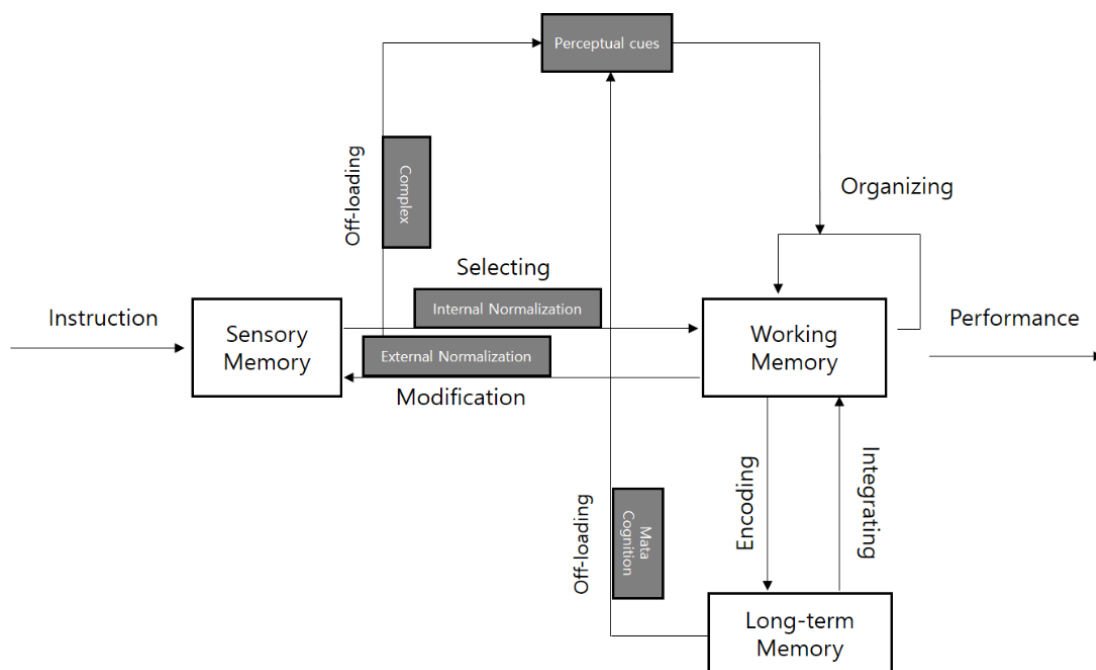 Perceptual cues
Off-loading
Complex
Organizing
Selecting
Internal Normalization
Instruction
Sensory
Memory
External Normalization
Modification
Working
Memory
Performance
Off-loading
Mata
Cognition
Encoding
Integrating
Long-term
Memory